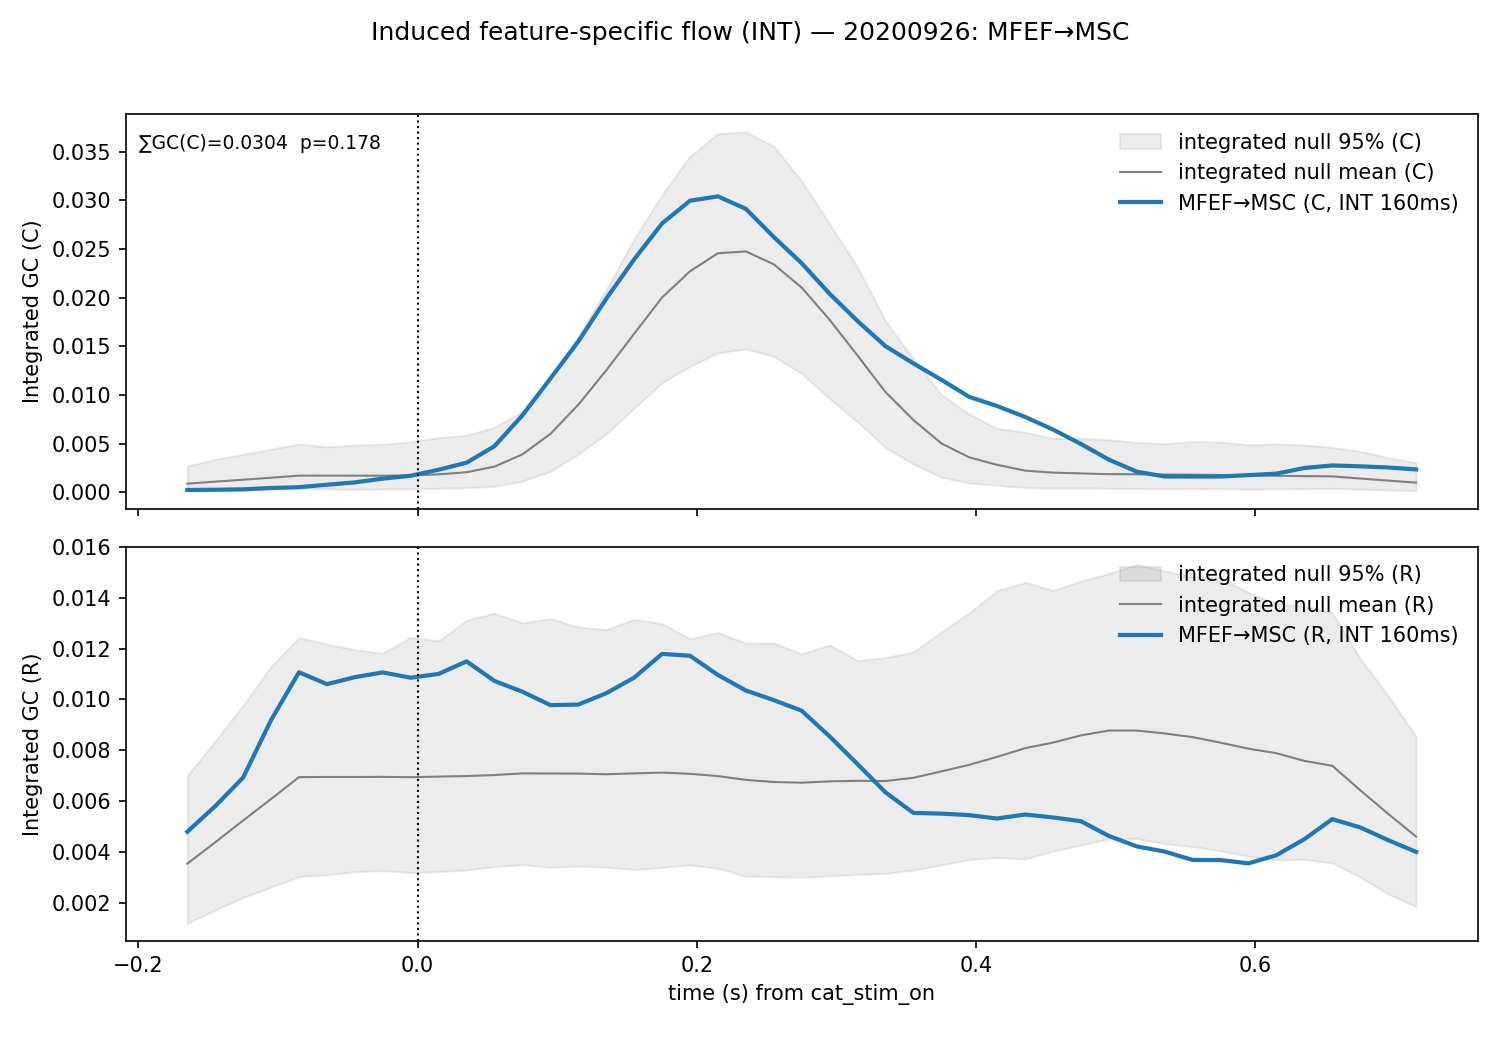 Induced feature-specific flow (INT) — 20200926: MFEF→MSC
∑GC(C)=0.0304 p=0.178
integrated null 95% (C)
integrated null mean (C)
MFEF→MSC (C, INT 160ms)
Integrated GC (C)
0.035
0.030
0.025
0.020
0.015
0.010
0.005
0.000
integrated null 95% (R)
integrated null mean (R)
MFEF→MSC (R, INT 160ms)
Integrated GC (R)
0.016
0.014
0.012
0.010
0.008
0.006
0.004
0.002
−0.2 0.0 0.2 0.4 0.6
time (s) from cat_stim_on